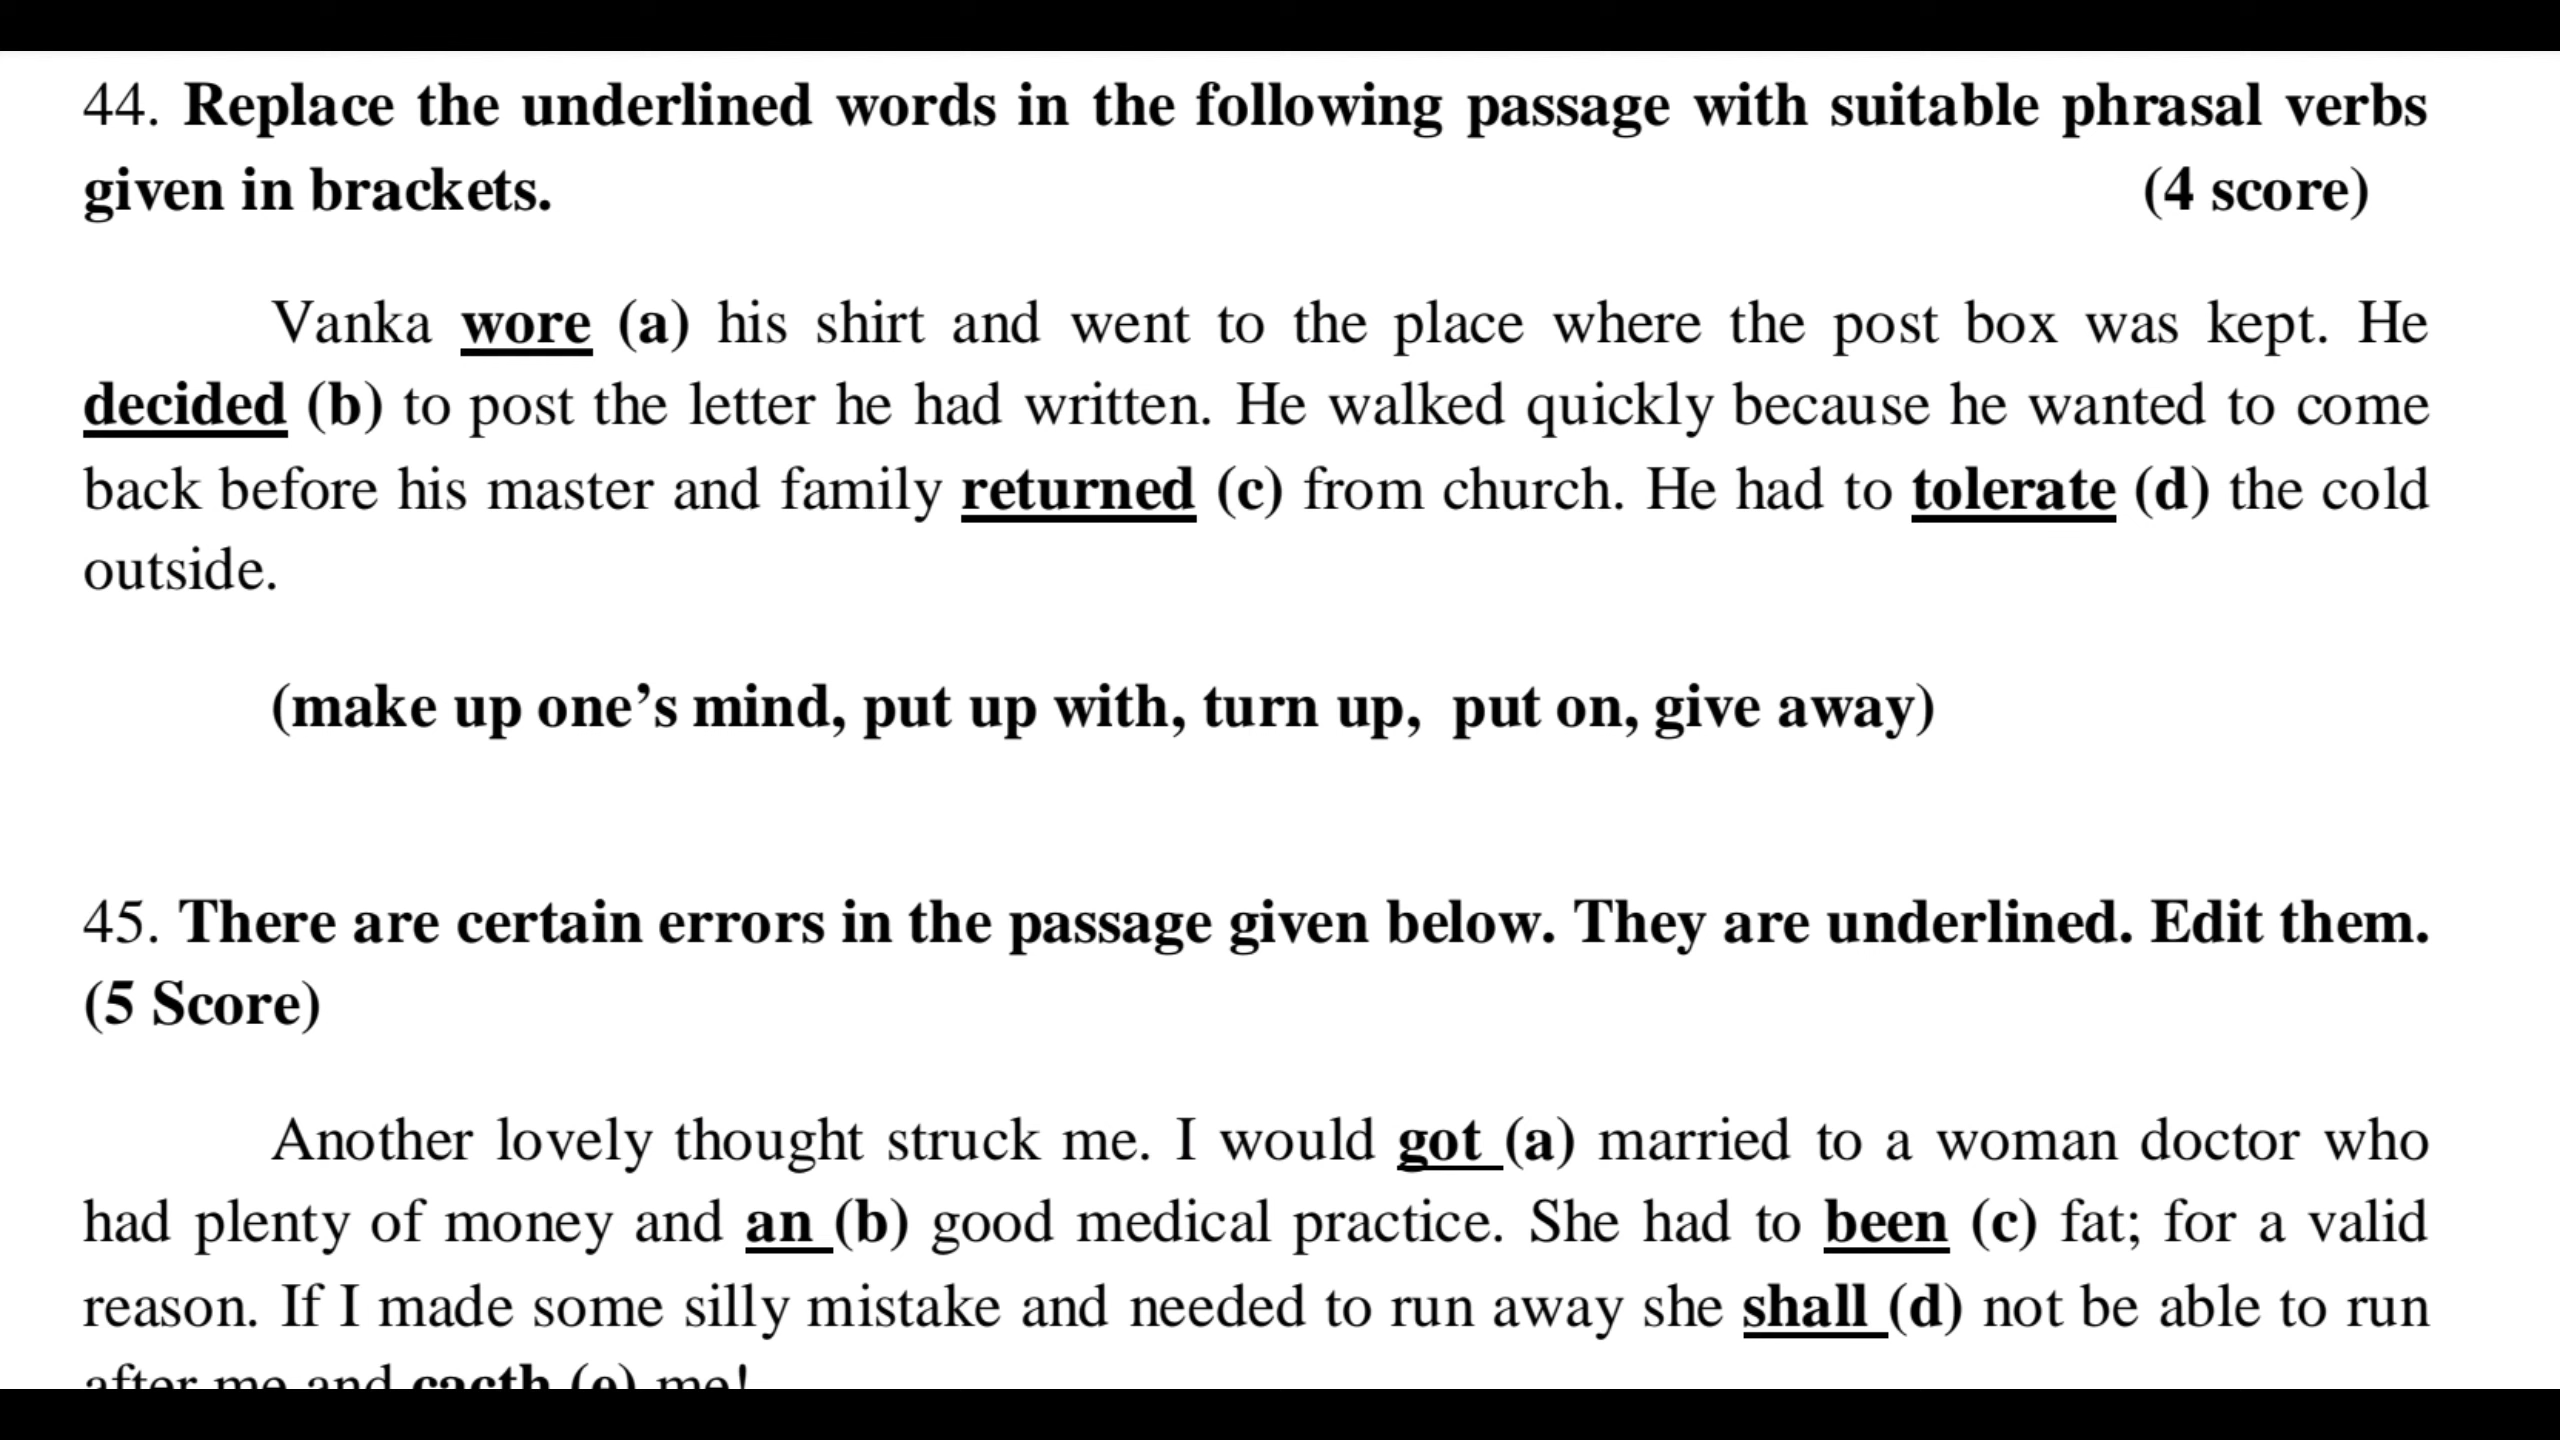 44. Replace the underlined words in the following passage with suitable phrasal verbs
given in brackets. (4 score)
Vanka wore (a) his shirt and went to the place where the post box was kept. He
decided (b) to post the letter he had written. He walked quickly because he wanted to come
back before his master and family returned (c) from church. He had to tolerate (d) the cold
outside.
(make up one’s mind, put up with, turn up, put on, give away)
45. There are certain errors in the passage given below. They are underlined. Edit them.
(5 Score)
Another lovely thought struck me. I would got (a) married to a woman doctor who
had plenty of money and an (b) good medical practice. She had to been (c) fat; for a valid
reason. If I made some silly mistake and needed to run away she shall (d) not be able to run
after me and cacth (e) me!